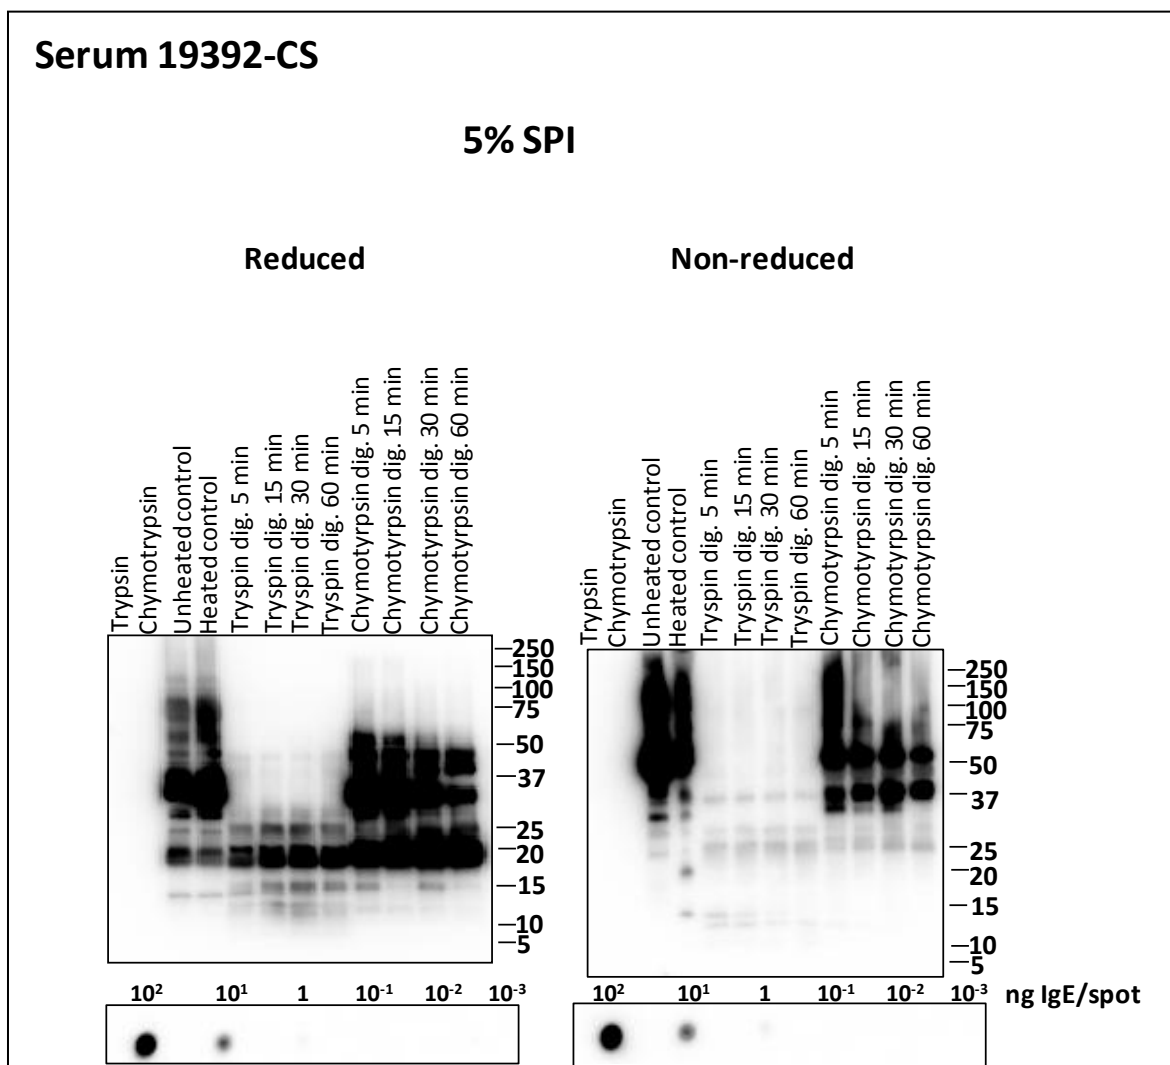 Serum 19392-CS
5% SPI
Reduced
Non-reduced
Trypsin
Chymotrypsin
Unheated control
Heated control
Tryspin dig. 5 min
Tryspin dig. 15 min
Tryspin dig. 30 min
Tryspin dig. 60 min
Chymotyrpsin dig. 5 min
Chymotyrpsin dig. 15 min
Chymotyrpsin dig. 30 min
Chymotyrpsin dig. 60 min
Trypsin
Chymotrypsin
Unheated control
Heated control
Tryspin dig. 5 min
Tryspin dig. 15 min
Tryspin dig. 30 min
Tryspin dig. 60 min
Chymotyrpsin dig. 5 min
Chymotyrpsin dig. 15 min
Chymotyrpsin dig. 30 min
Chymotyrpsin dig. 60 min
250
150
100
75
50
37
25
20
15
10
5
250
150
100
75
50
37
25
20
15
10
5
10² 10¹ 1 10⁻¹ 10⁻² 10⁻³
10² 10¹ 1 10⁻¹ 10⁻² 10⁻³ ng IgE/spot